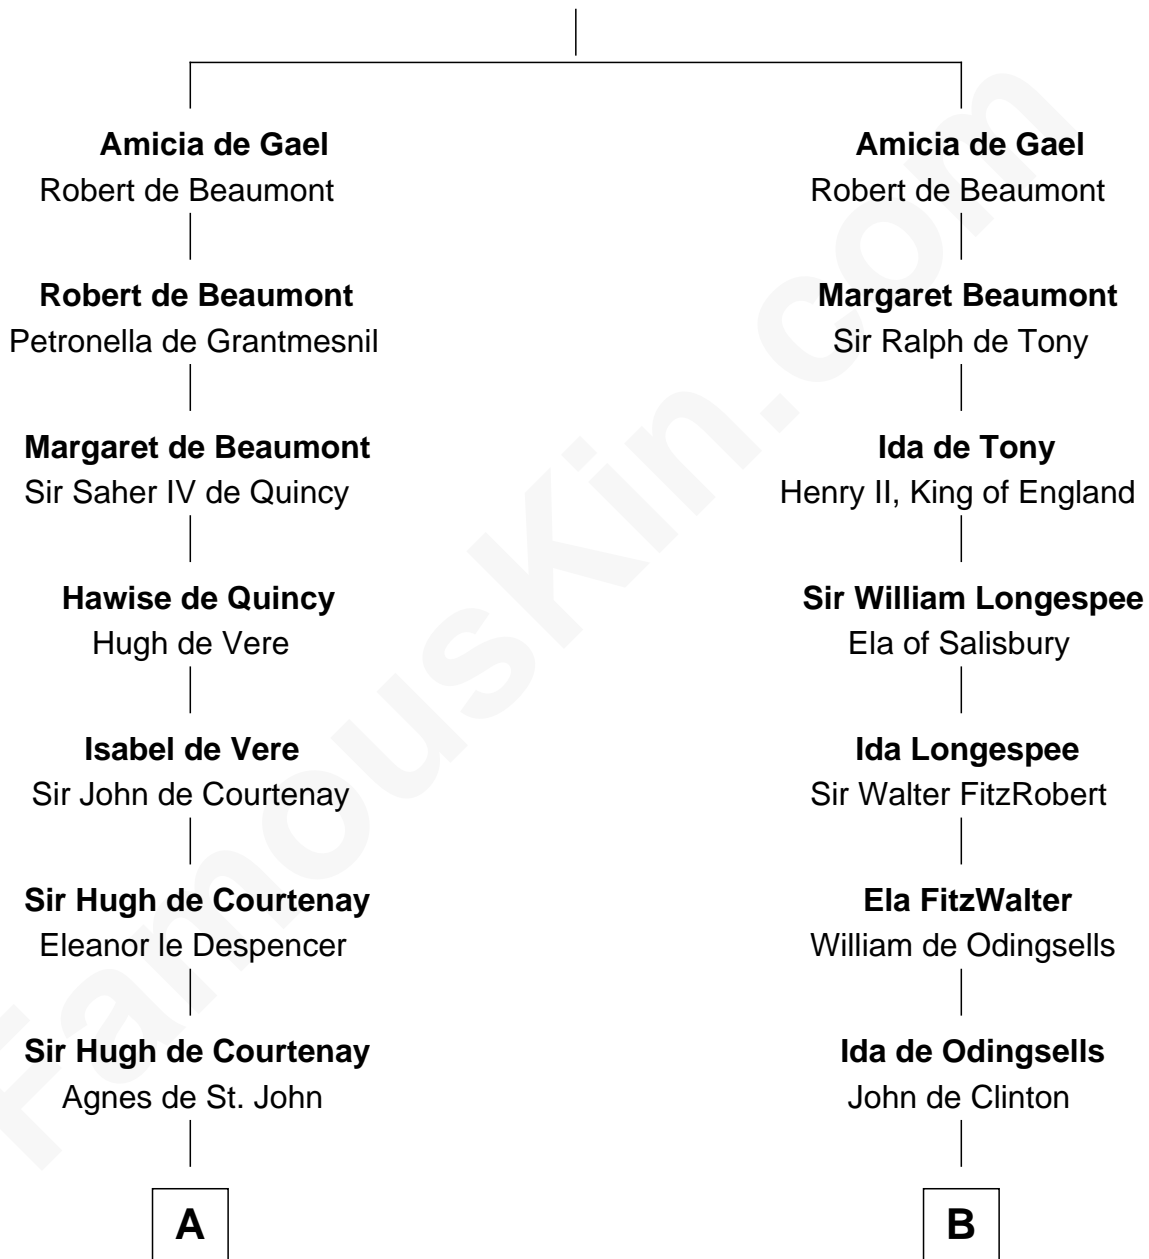 Amicia de Gael
Robert de Beaumont
Robert de Beaumont
Petronella de Grantmesnil
Margaret de Beaumont
Sir Saher IV de Quincy
Hawise de Quincy
Hugh de Vere
Isabel de Vere
Sir John de Courtenay
Sir Hugh de Courtenay
Eleanor le Despencer
Sir Hugh de Courtenay
Agnes de St. John
A
Amicia de Gael
Robert de Beaumont
Margaret Beaumont
Sir Ralph de Tony
Ida de Tony
Henry II, King of England
Sir William Longespee
Ela of Salisbury
Ida Longespee
Sir Walter FitzRobert
Ela FitzWalter
William de Odingsells
Ida de Odingsells
John de Clinton
B
FamousKin.com